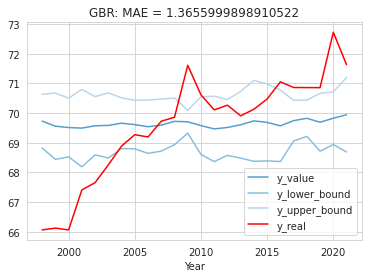 GBR: MAE = 1.3655999898910522
73
72
71
70
69
68
67
66
y_value
y_lower_bound
y_upper_bound
y_real
2000 2005 2010 2015 2020
Year